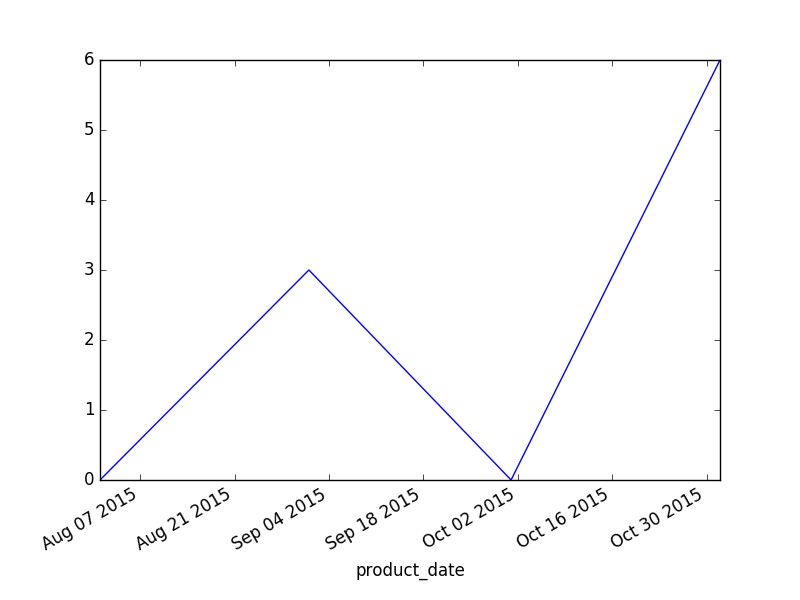 6
5
4
3
2
1
0
Aug 07 2015
Aug 21 2015
Sep 04 2015
Sep 18 2015
Oct 02 2015
Oct 16 2015
Oct 30 2015
product_date